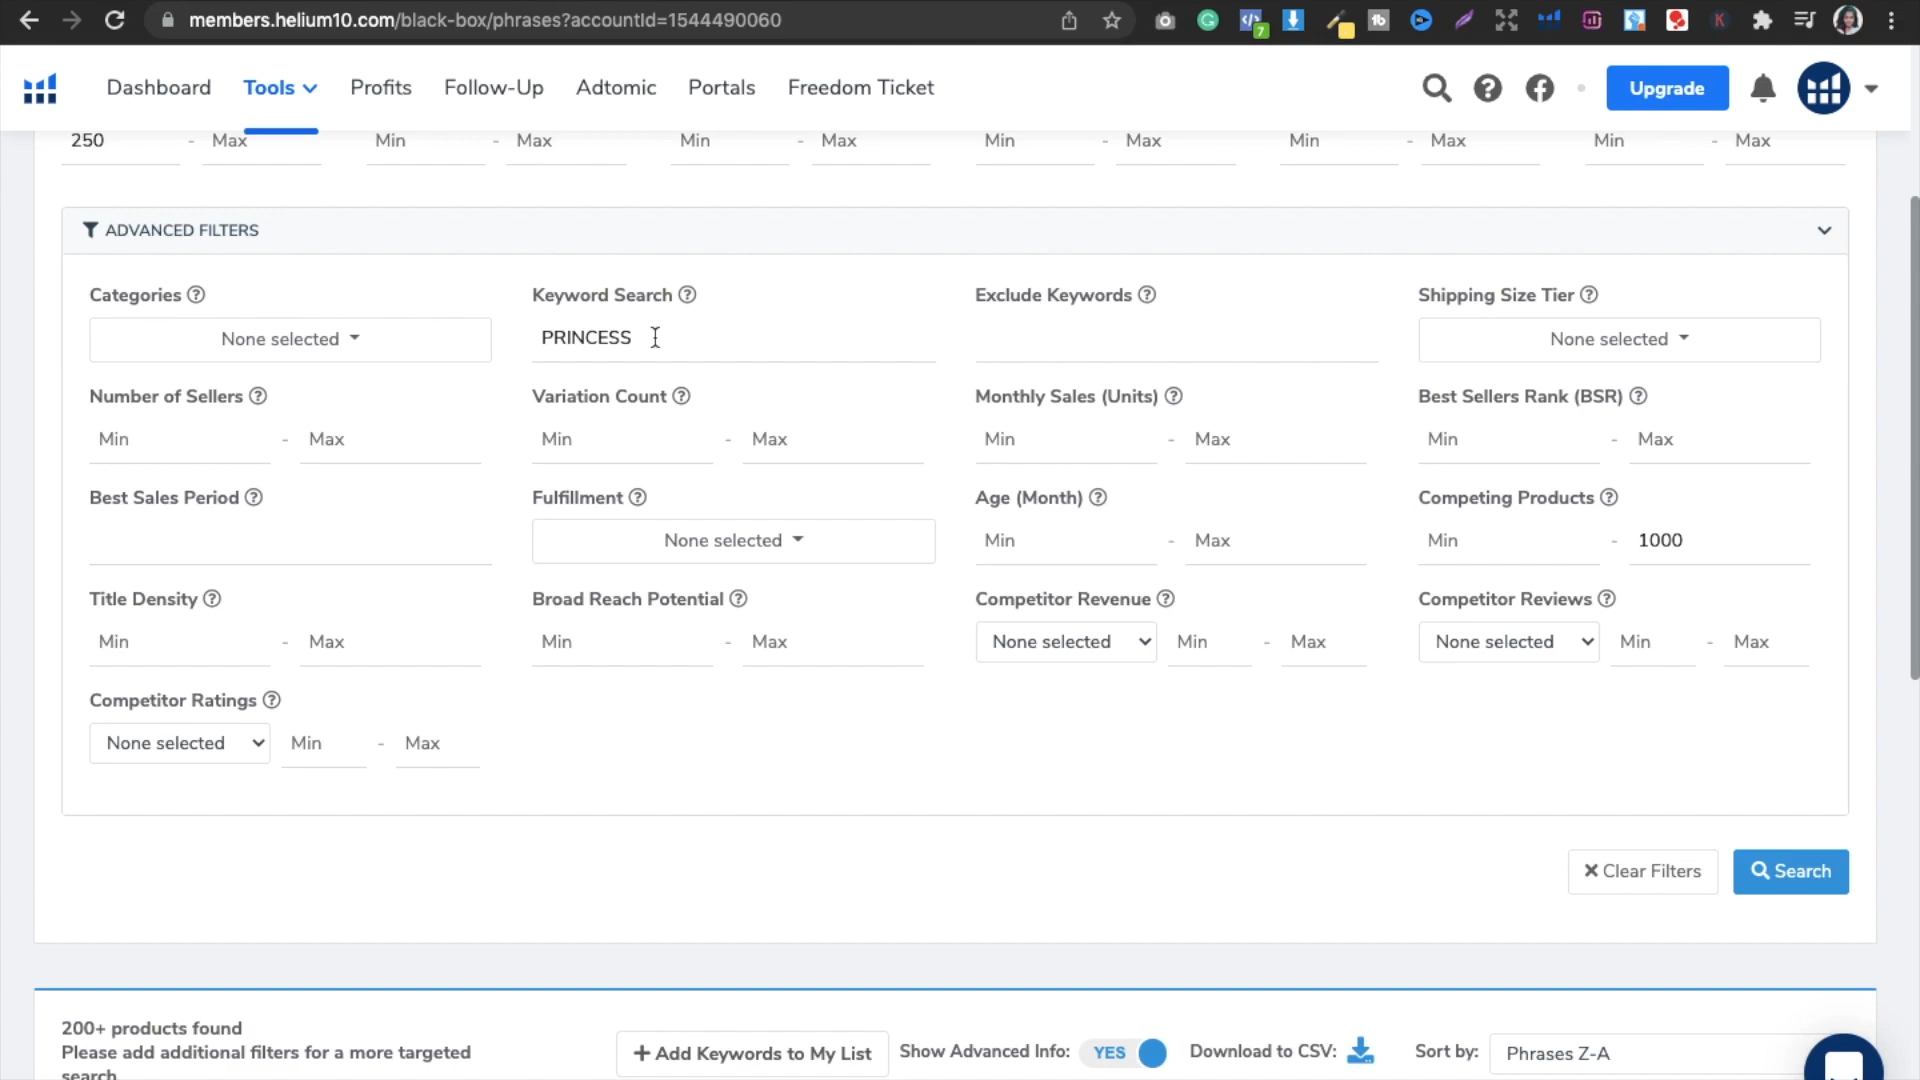 members.helium10.com/black-box/phrases?accountId=1544490060
7
Dashboard Tools Profits Follow-Up Adtomic Portals Freedom Ticket Upgrade
250 - Max Min - Max Min - Max Min - Max Min - Max Min - Max
ADVANCED FILTERS
Categories Keyword Search Exclude Keywords Shipping Size Tier
None selected PRINCESS None selected
Number of Sellers Variation Count Monthly Sales (Units) Best Sellers Rank (BSR)
Min - Max Min - Max Min - Max Min - Max
Best Sales Period Fulfillment Age (Month) Competing Products
None selected Min - Max Min - 1000
Title Density Broad Reach Potential Competitor Revenue Competitor Reviews
Min - Max Min - Max None selected Min - Max None selected Min - Max
Competitor Ratings
None selected Min - Max
Clear Filters Search
200+ products found
Please add additional filters for a more targeted
search.
+ Add Keywords to My List Show Advanced Info: YES Download to CSV: Sort by: Phrases Z-A